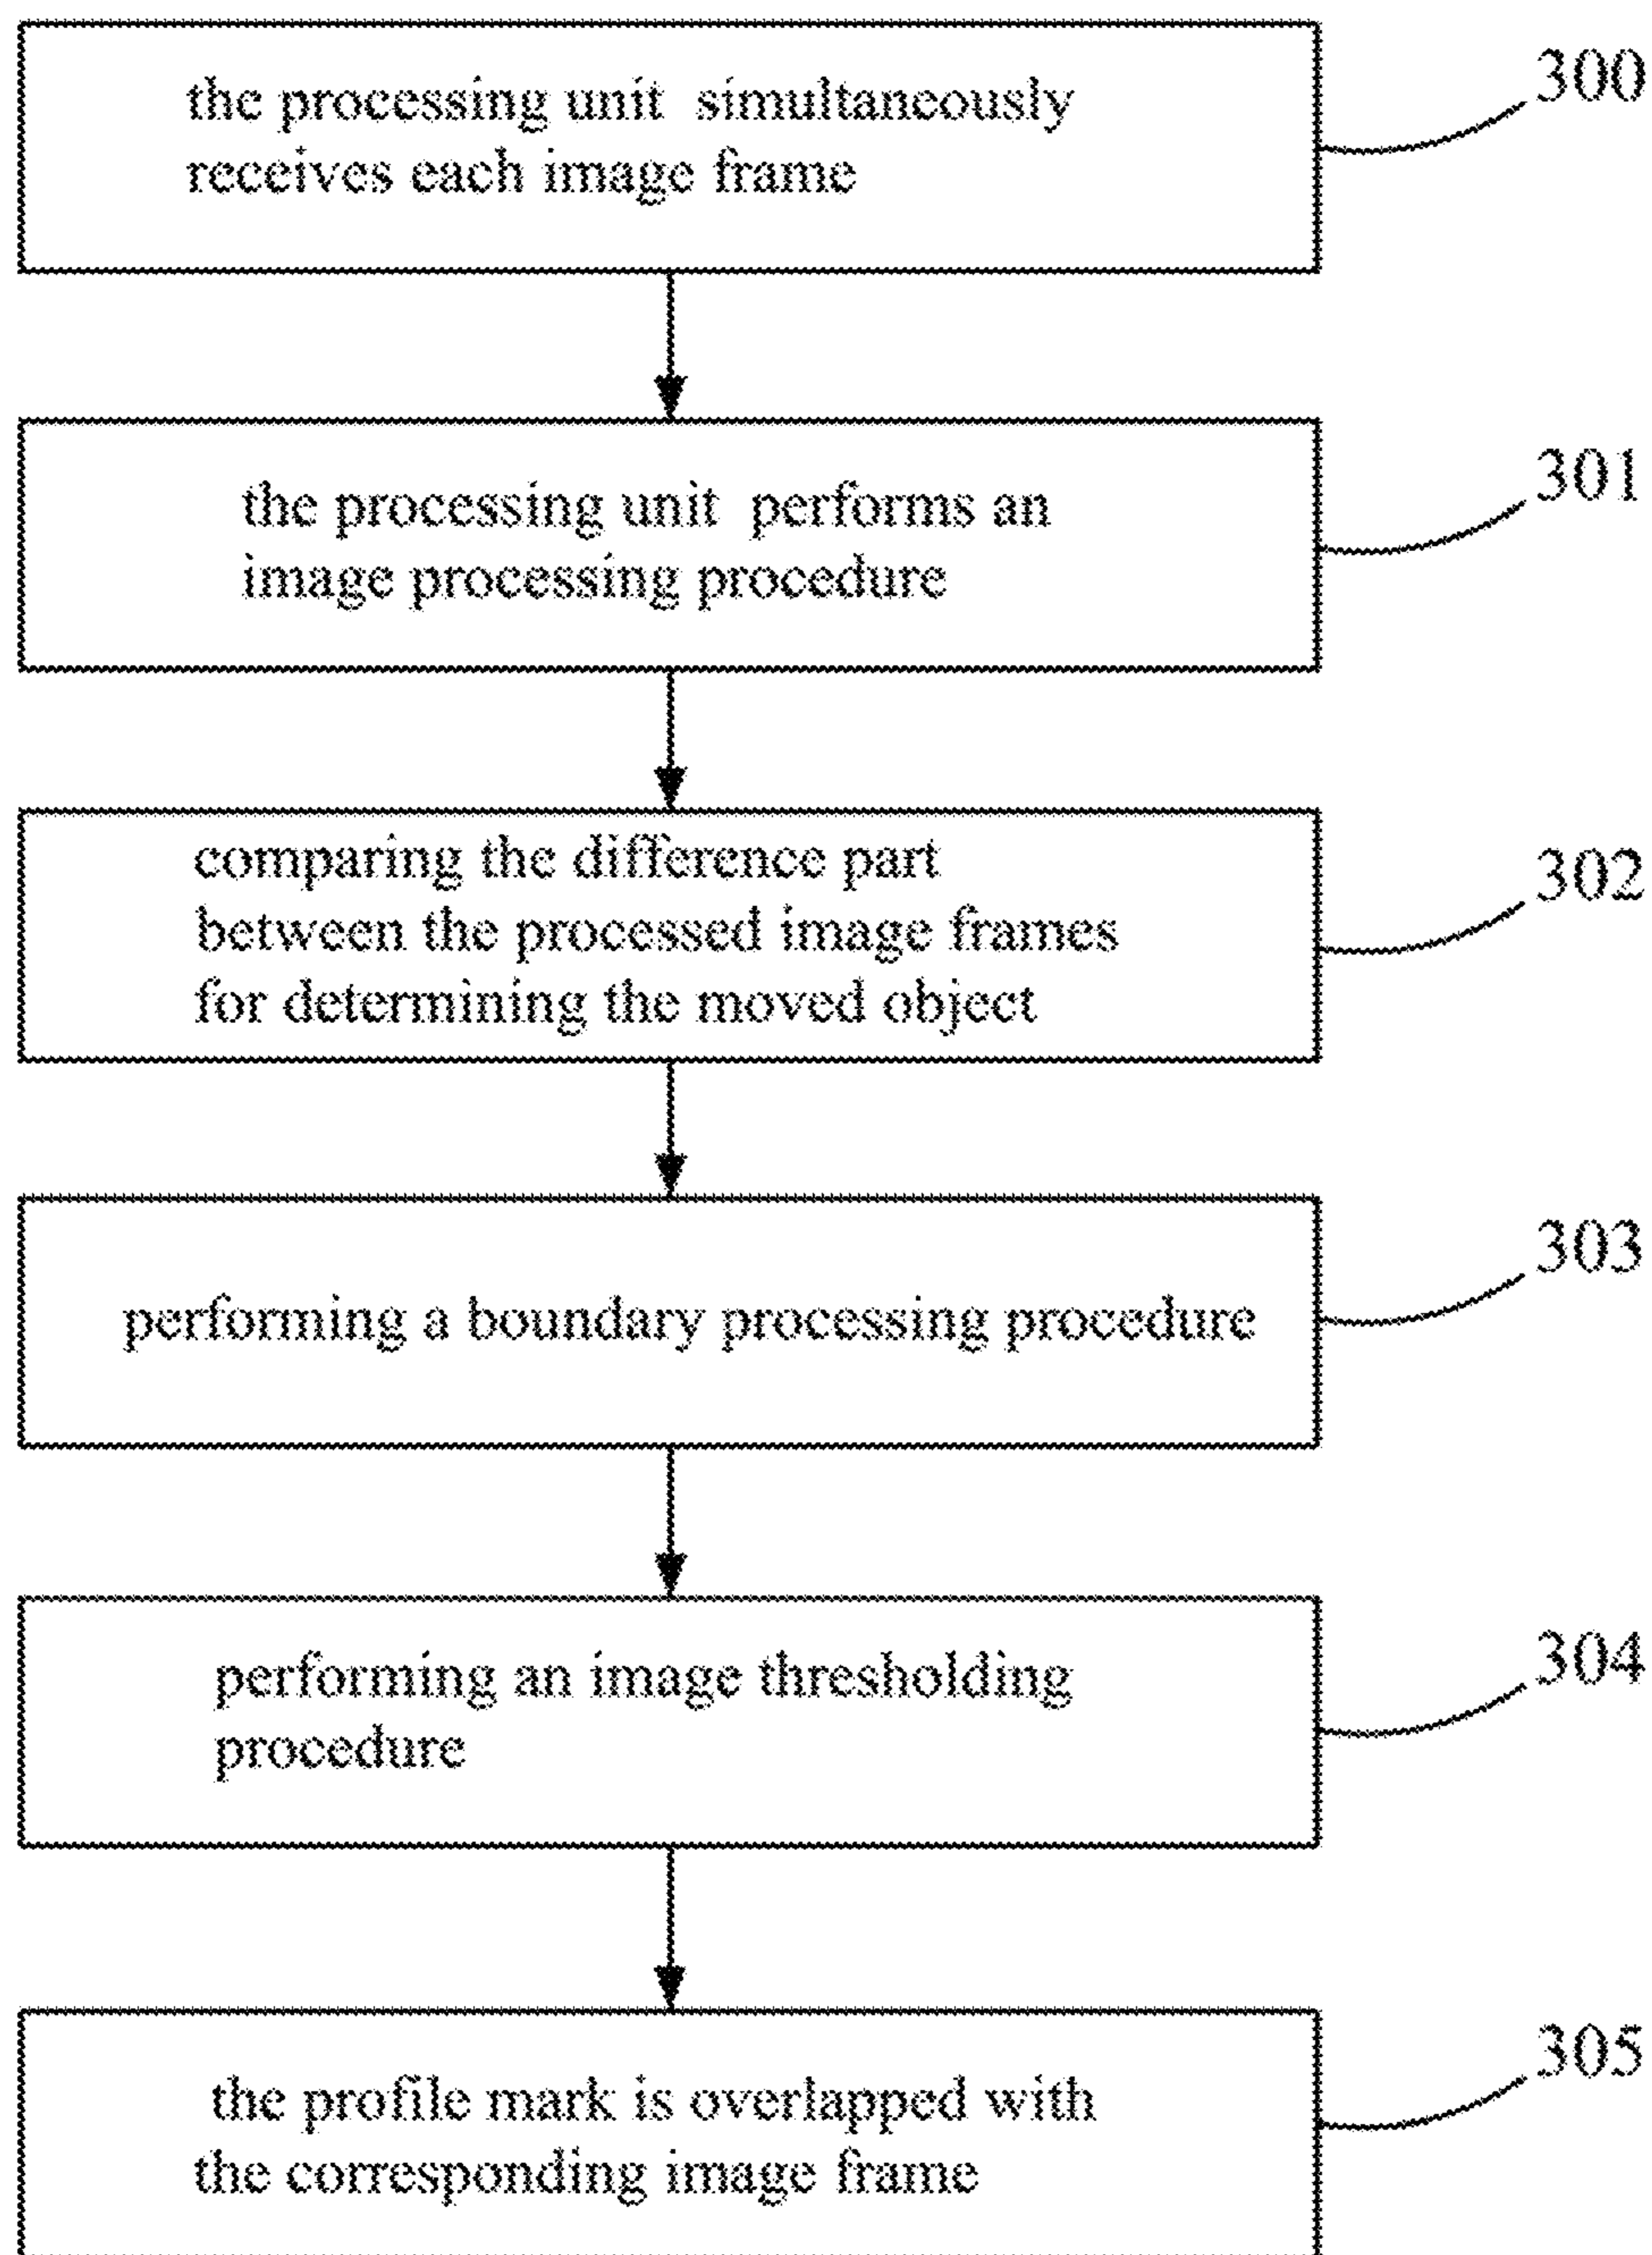 the processing unit simultaneously
receives each image frame
300
the processing unit performs an
image processing procedure
301
comparing the difference part
between the processed image frames
for determining the moved object
302
performing a boundary processing procedure
303
performing an image thresholding
procedure
304
the profile mark is overlapped with
the corresponding image frame
305